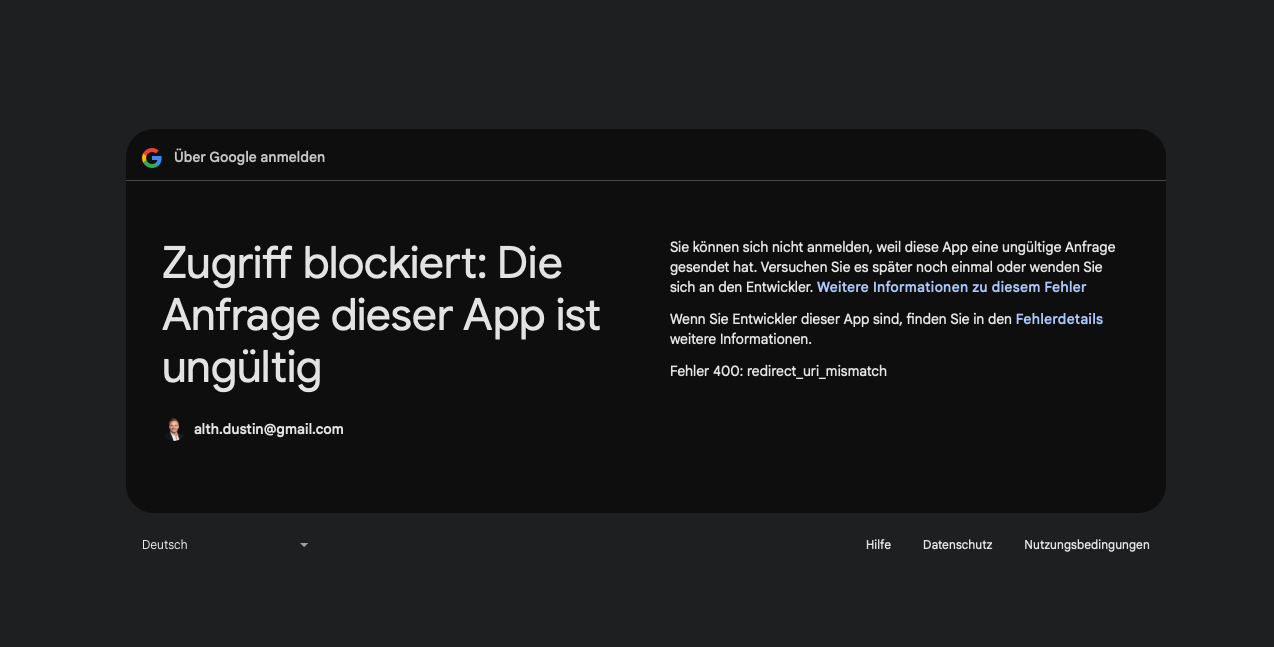 Über Google anmelden
Zugriff blockiert: Die
Anfrage dieser App ist
ungültig
alth.dustin@gmail.com
Sie können sich nicht anmelden, weil diese App eine ungültige Anfrage
gesendet hat. Versuchen Sie es später noch einmal oder wenden Sie
sich an den Entwickler. Weitere Informationen zu diesem Fehler
Wenn Sie Entwickler dieser App sind, finden Sie in den Fehlerdetails
weitere Informationen.
Fehler 400: redirect_uri_mismatch
Deutsch
Hilfe
Datenschutz
Nutzungsbedingungen